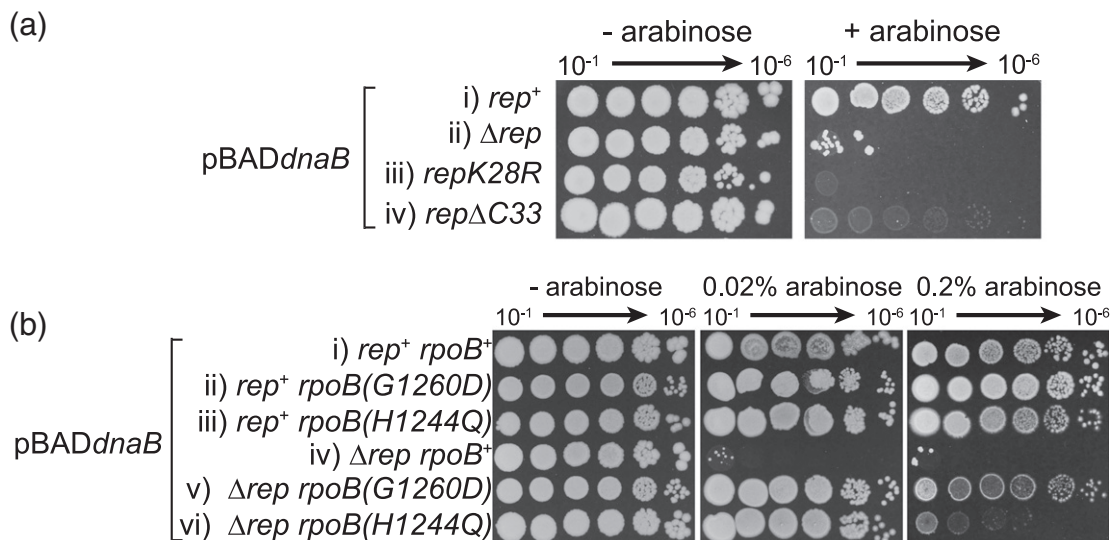 (a)
- arabinose + arabinose
10-1 10-6 10-1 10-6
pBADdnaB
i) rep+
ii) Δrep
iii) repK28R
iv) repΔC33
(b)
- arabinose 0.02% arabinose 0.2% arabinose
10-1 10-6 10-1 10-6 10-1 10-6
pBADdnaB
i) rep+ rpoB+
ii) rep+ rpoB(G1260D)
iii) rep+ rpoB(H1244Q)
iv) Δrep rpoB+
v) Δrep rpoB(G1260D)
vi) Δrep rpoB(H1244Q)